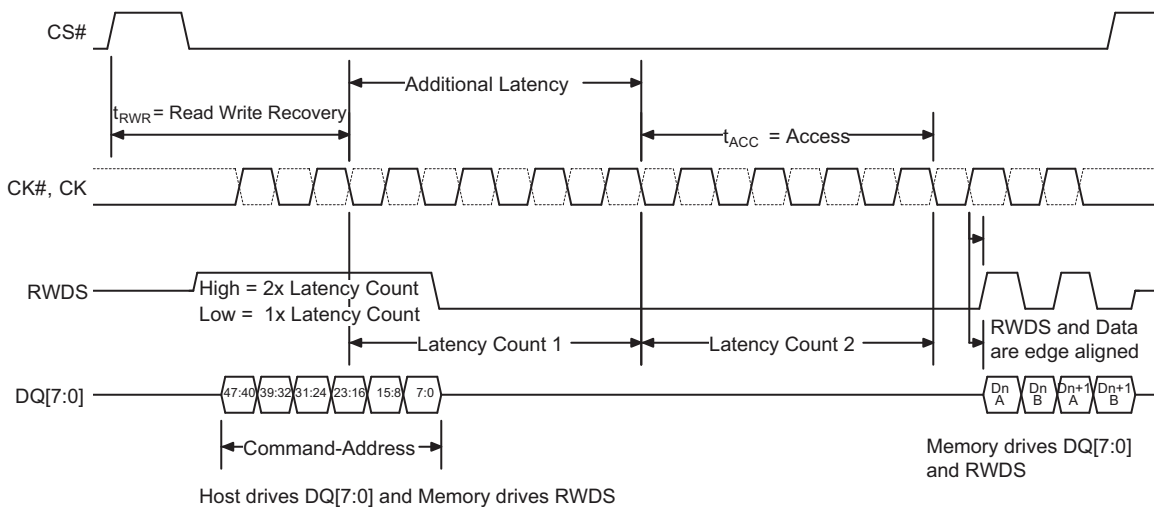 CS#
Additional Latency
tRWR = Read Write Recovery
tACC = Access
CK#, CK
RWDS
High = 2x Latency Count
Low = 1x Latency Count
Latency Count 1
Latency Count 2
RWDS and Data
are edge aligned
DQ[7:0]
47:40 39:32 31:24 23:16 15:8 7:0
Dn A
Dn B
Dn+1 A
Dn+1 B
Command-Address
Memory drives DQ[7:0]
and RWDS
Host drives DQ[7:0] and Memory drives RWDS